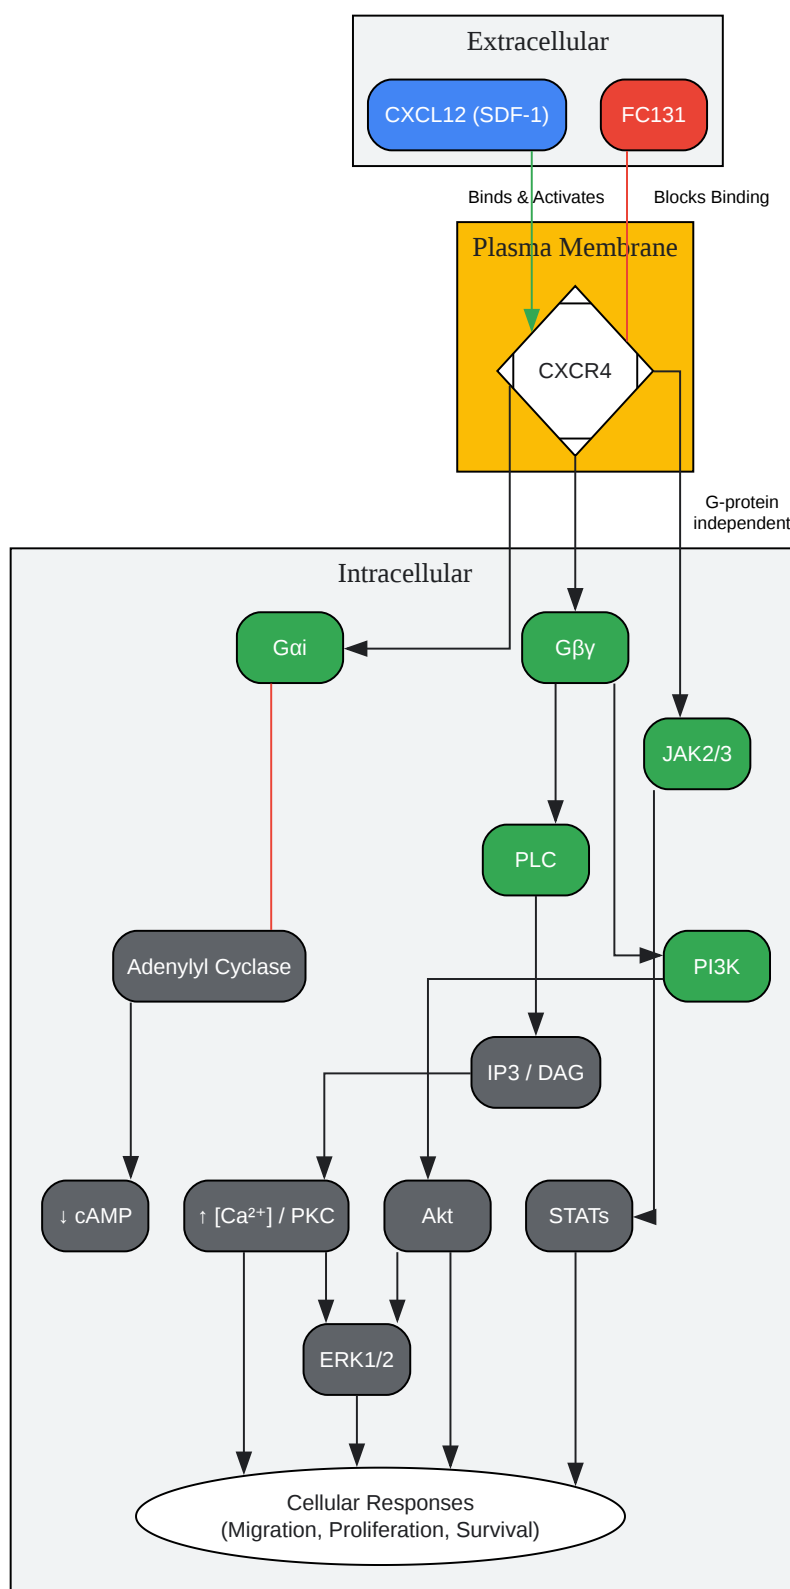 Extracellular
CXCL12 (SDF-1)
FC131
Binds & Activates
Blocks Binding
Plasma Membrane
CXCR4
G-protein
independent
Intracellular
Gαi
Gβγ
JAK2/3
PLC
Adenylyl Cyclase
PI3K
IP3 / DAG
↓ cAMP
↑ [Ca²⁺] / PKC
Akt
STATs
ERK1/2
Cellular Responses
(Migration, Proliferation, Survival)